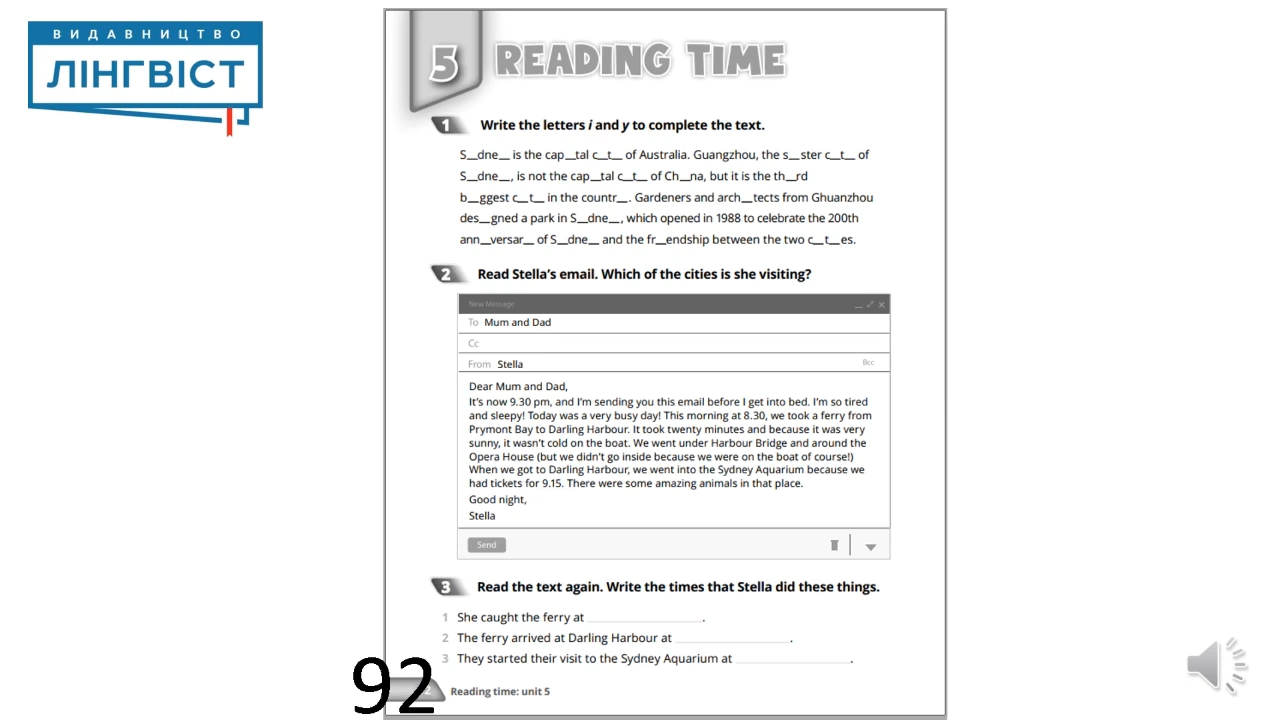 ВИДАВНИЦТВО
ЛІНГВІСТ
5 READING TIME
1 Write the letters i and y to complete the text.
S__dne__ is the cap__tal c__t__ of Australia. Guangzhou, the s__ster c__t__ of
S__dne__, is not the cap__tal c__t__ of Ch__na, but it is the th__rd
b__ggest c__t__ in the countr__. Gardeners and arch__tects from Ghuanzhou
des__gned a park in S__dne__, which opened in 1988 to celebrate the 200th
ann__versar__ of S__dne__ and the fr__endship between the two c__t__es.
2 Read Stella's email. Which of the cities is she visiting?
New Message
To Mum and Dad
Cc
From Stella Bcc
Dear Mum and Dad,
It's now 9.30 pm, and I'm sending you this email before I get into bed. I'm so tired
and sleepy! Today was a very busy day! This morning at 8.30, we took a ferry from
Prymont Bay to Darling Harbour. It took twenty minutes and because it was very
sunny, it wasn't cold on the boat. We went under Harbour Bridge and around the
Opera House (but we didn't go inside because we were on the boat of course!)
When we got to Darling Harbour, we went into the Sydney Aquarium because we
had tickets for 9.15. There were some amazing animals in that place.
Good night,
Stella
Send
3 Read the text again. Write the times that Stella did these things.
1 She caught the ferry at ____________.
2 The ferry arrived at Darling Harbour at ____________.
3 They started their visit to the Sydney Aquarium at ____________.
92 Reading time: unit 5